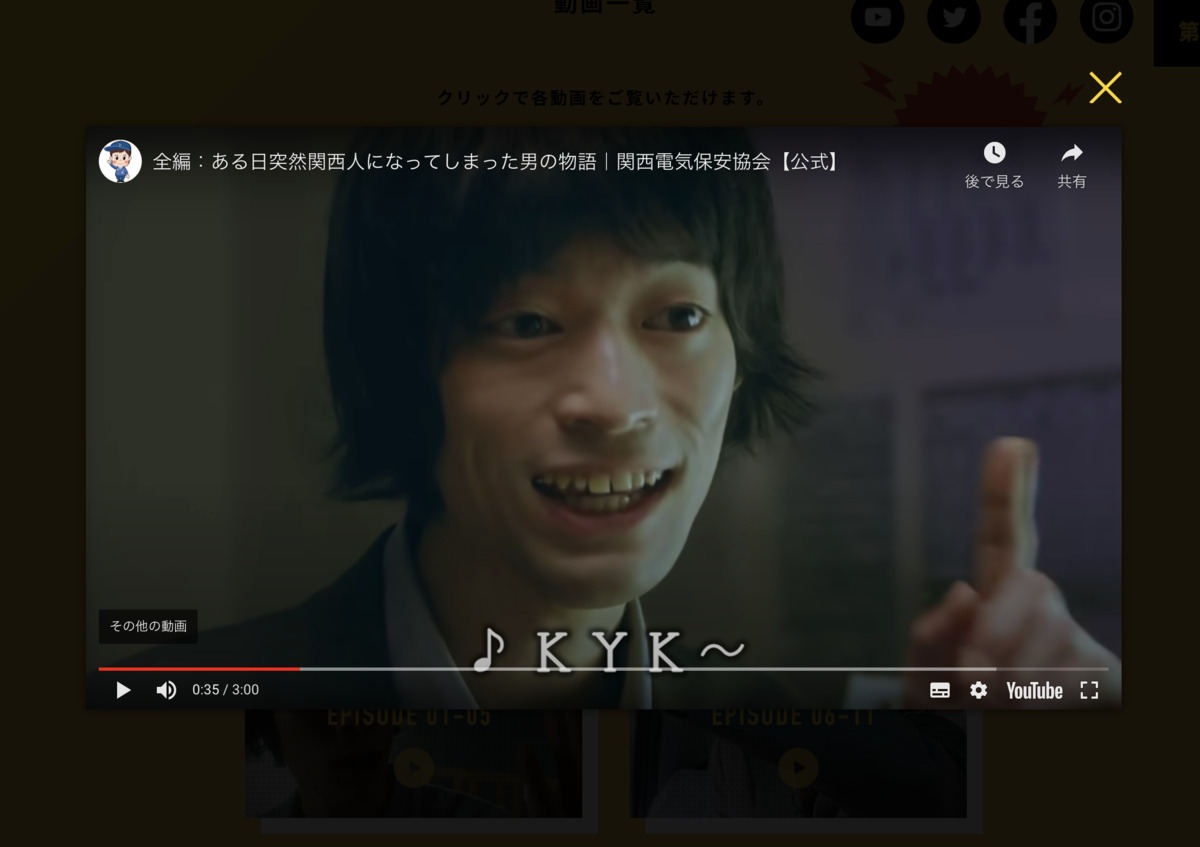 動画一覧
第
クリックで各動画をご覧いただけます。
全編：ある日突然関西人になってしまった男の物語｜関西電気保安協会【公式】
後で見る
共有
その他の動画
♪KYK～
0:35 / 3:00
YouTube
EPISODE 01-05
EPISODE 06-11